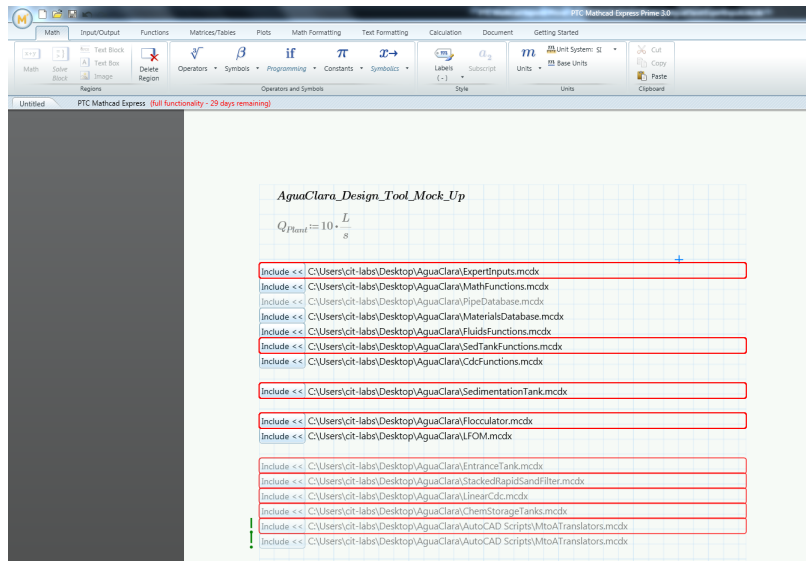 PTC Mathcad Express Prime 3.0
Math Input/Output Functions Matrices/Tables Plots Math Formatting Text Formatting Calculation Document Getting Started
Math Solve Block Text Block Text Box Image Delete Region
Operators Symbols Programming Constants Symbolics
Labels Subscript
Units Unit System: SI Base Units
Cut Copy Paste
Regions Operators and Symbols Style Units Clipboard
Untitled PTC Mathcad Express (full functionality - 29 days remaining)
AguaClara_Design_Tool_Mock_Up
Q_Plant := 10 · L/s
Include << C:\Users\cit-labs\Desktop\AguaClara\ExpertInputs.mcdx
Include << C:\Users\cit-labs\Desktop\AguaClara\MathFunctions.mcdx
Include << C:\Users\cit-labs\Desktop\AguaClara\PipeDatabase.mcdx
Include << C:\Users\cit-labs\Desktop\AguaClara\MaterialsDatabase.mcdx
Include << C:\Users\cit-labs\Desktop\AguaClara\FluidsFunctions.mcdx
Include << C:\Users\cit-labs\Desktop\AguaClara\SedTankFunctions.mcdx
Include << C:\Users\cit-labs\Desktop\AguaClara\CdcFunctions.mcdx
Include << C:\Users\cit-labs\Desktop\AguaClara\SedimentationTank.mcdx
Include << C:\Users\cit-labs\Desktop\AguaClara\Flocculator.mcdx
Include << C:\Users\cit-labs\Desktop\AguaClara\LFOM.mcdx
Include << C:\Users\cit-labs\Desktop\AguaClara\EntranceTank.mcdx
Include << C:\Users\cit-labs\Desktop\AguaClara\StackedRapidSandFilter.mcdx
Include << C:\Users\cit-labs\Desktop\AguaClara\LinearCdc.mcdx
Include << C:\Users\cit-labs\Desktop\AguaClara\ChemStorageTanks.mcdx
Include << C:\Users\cit-labs\Desktop\AguaClara\AutoCAD Scripts\MtoATranslators.mcdx
Include << C:\Users\cit-labs\Desktop\AguaClara\AutoCAD Scripts\MtoATranslators.mcdx